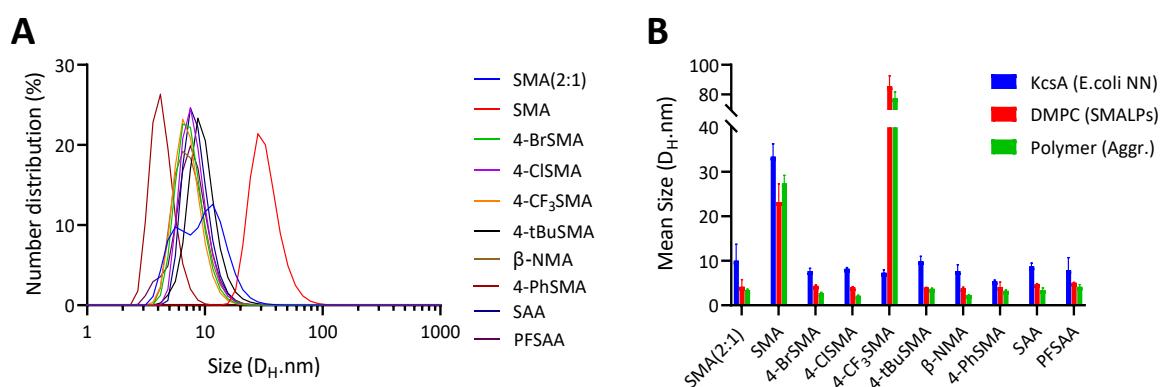 A
Number distribution (%)
30
20
10
0
1
10
100
1000
Size (D_H.nm)
SMA(2:1)
SMA
4-BrSMA
4-ClSMA
4-CF₃SMA
4-tBuSMA
β-NMA
4-PhSMA
SAA
PFSAA
B
Mean Size (D_H.nm)
100
80
40
30
20
10
0
SMA(2:1)
SMA
4-BrSMA
4-ClSMA
4-CF₃SMA
4-tBuSMA
β-NMA
4-PhSMA
SAA
PFSAA
KcsA (E.coli NN)
DMPC (SMALPs)
Polymer (Aggr.)